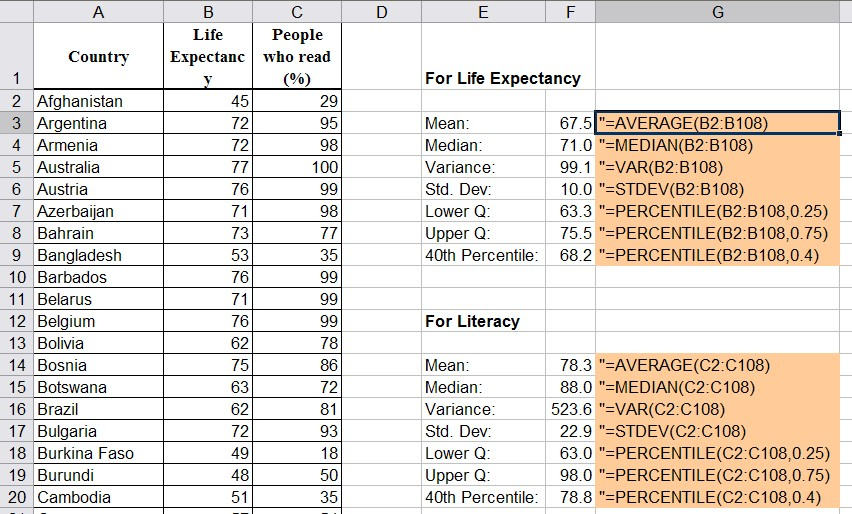 A B C D E F G
1 Country Life Expectancy People who read (%) For Life Expectancy
2 Afghanistan 45 29
3 Argentina 72 95 Mean: 67.5 "=AVERAGE(B2:B108)
4 Armenia 72 98 Median: 71.0 "=MEDIAN(B2:B108)
5 Australia 77 100 Variance: 99.1 "=VAR(B2:B108)
6 Austria 76 99 Std. Dev: 10.0 "=STDEV(B2:B108)
7 Azerbaijan 71 98 Lower Q: 63.3 "=PERCENTILE(B2:B108,0.25)
8 Bahrain 73 77 Upper Q: 75.5 "=PERCENTILE(B2:B108,0.75)
9 Bangladesh 53 35 40th Percentile: 68.2 "=PERCENTILE(B2:B108,0.4)
10 Barbados 76 99
11 Belarus 71 99
12 Belgium 76 99 For Literacy
13 Bolivia 62 78
14 Bosnia 75 86 Mean: 78.3 "=AVERAGE(C2:C108)
15 Botswana 63 72 Median: 88.0 "=MEDIAN(C2:C108)
16 Brazil 62 81 Variance: 523.6 "=VAR(C2:C108)
17 Bulgaria 72 93 Std. Dev: 22.9 "=STDEV(C2:C108)
18 Burkina Faso 49 18 Lower Q: 63.0 "=PERCENTILE(C2:C108,0.25)
19 Burundi 48 50 Upper Q: 98.0 "=PERCENTILE(C2:C108,0.75)
20 Cambodia 51 35 40th Percentile: 78.8 "=PERCENTILE(C2:C108,0.4)